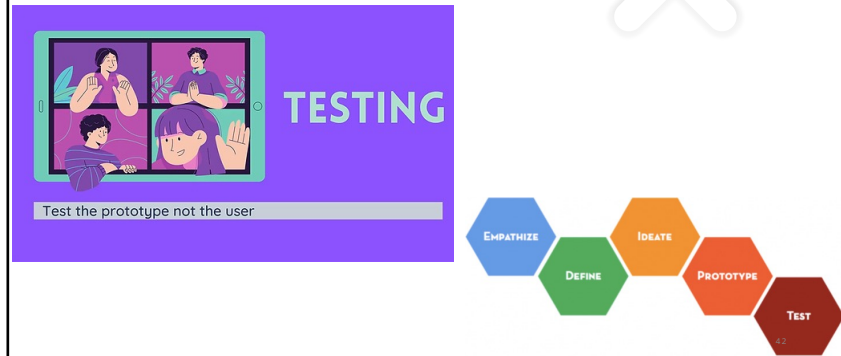 TESTING
Test the prototype not the user
EMPATHIZE
DEFINE
IDEATE
PROTOTYPE
TEST
42